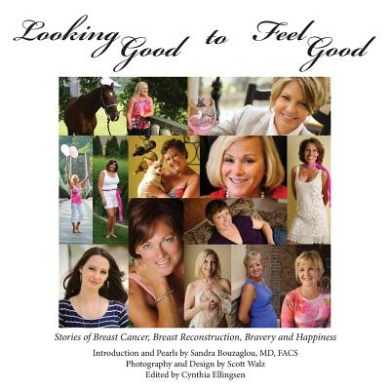 Looking Good to Feel Good
Stories of Breast Cancer, Breast Reconstruction, Bravery and Happiness
Introduction and Pearls by Sandra Bouzaglou, MD, FACS
Photography and Design by Scott Walz
Edited by Cynthia Ellingsen